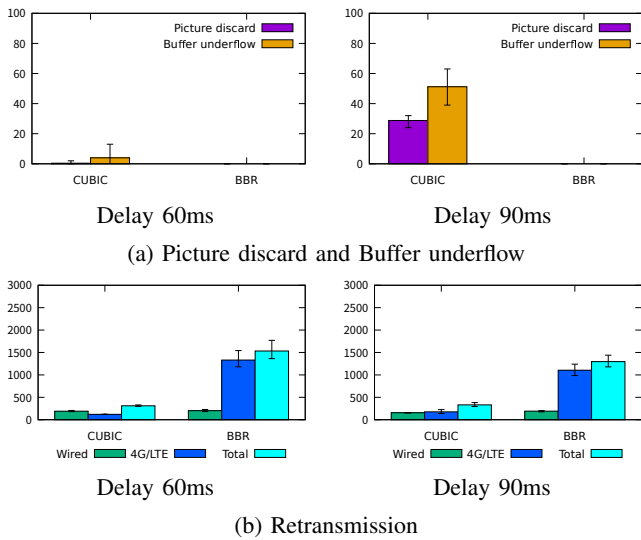 100
80
60
40
20
0
Picture discard
Buffer underflow
CUBIC BBR
Delay 60ms
100
80
60
40
20
0
Picture discard
Buffer underflow
CUBIC BBR
Delay 90ms
(a) Picture discard and Buffer underflow
3000
2500
2000
1500
1000
500
0
CUBIC BBR
Wired 4G/LTE Total
Delay 60ms
3000
2500
2000
1500
1000
500
0
CUBIC BBR
Wired 4G/LTE Total
Delay 90ms
(b) Retransmission